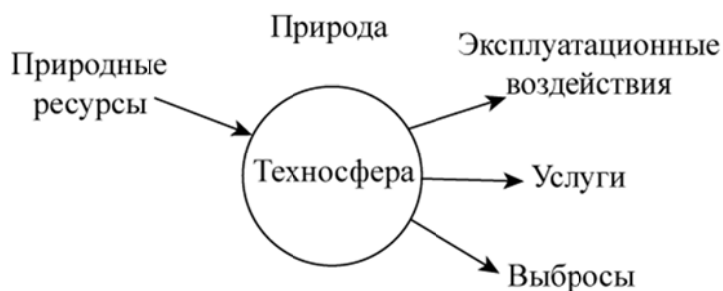 Природа
Природные
ресурсы
Эксплуатационные
воздействия
Техносфера
Услуги
Выбросы